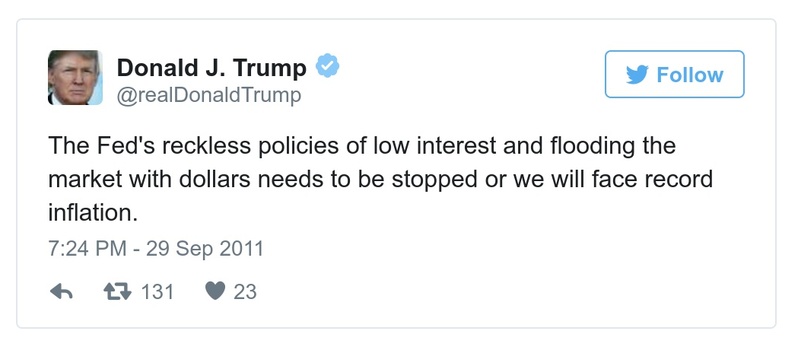 Donald J. Trump
@realDonaldTrump
Follow
The Fed's reckless policies of low interest and flooding the
market with dollars needs to be stopped or we will face record
inflation.
7:24 PM - 29 Sep 2011
131 23